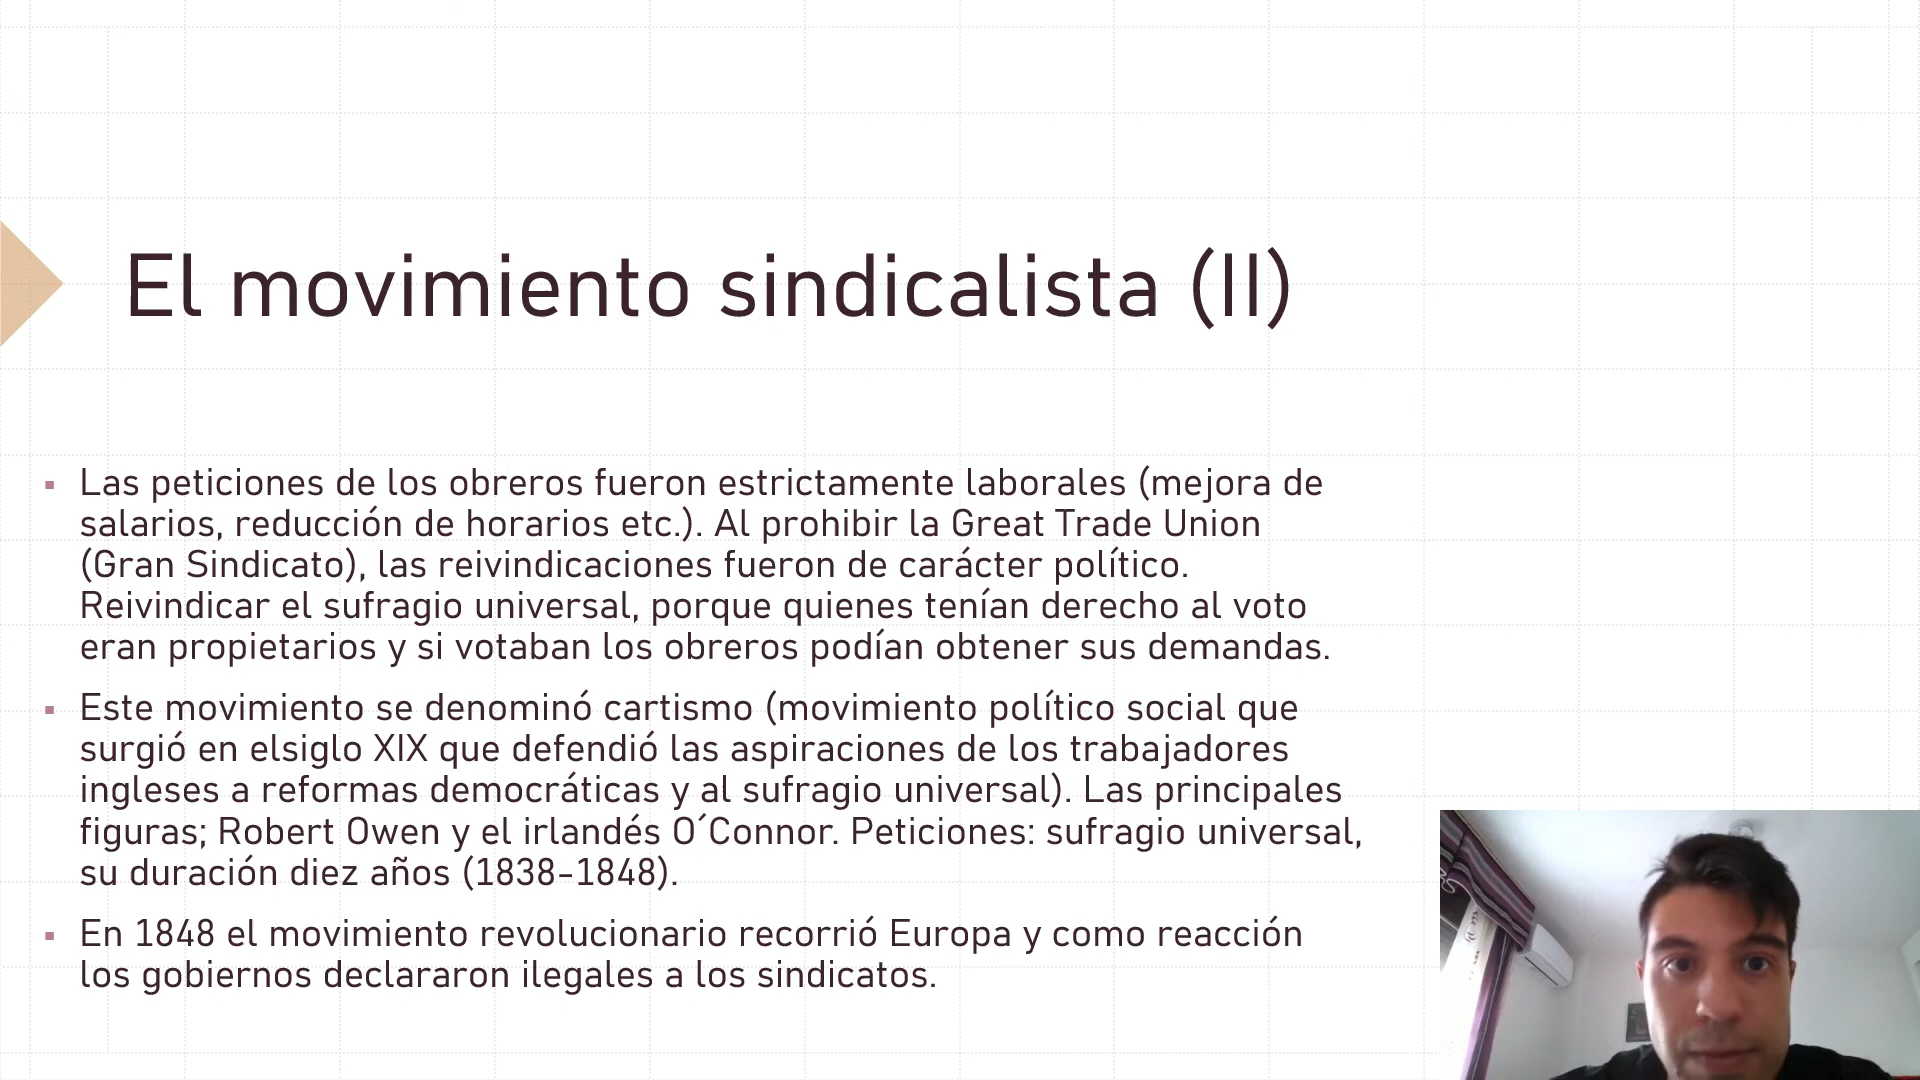 El movimiento sindicalista (II)
Las peticiones de los obreros fueron estrictamente laborales (mejora de
salarios, reducción de horarios etc.). Al prohibir la Great Trade Union
(Gran Sindicato), las reivindicaciones fueron de carácter político.
Reivindicar el sufragio universal, porque quienes tenían derecho al voto
eran propietarios y si votaban los obreros podían obtener sus demandas.
Este movimiento se denominó cartismo (movimiento político social que
surgió en elsiglo XIX que defendió las aspiraciones de los trabajadores
ingleses a reformas democráticas y al sufragio universal). Las principales
figuras; Robert Owen y el irlandés O´Connor. Peticiones: sufragio universal,
su duración diez años (1838-1848).
En 1848 el movimiento revolucionario recorrió Europa y como reacción
los gobiernos declararon ilegales a los sindicatos.